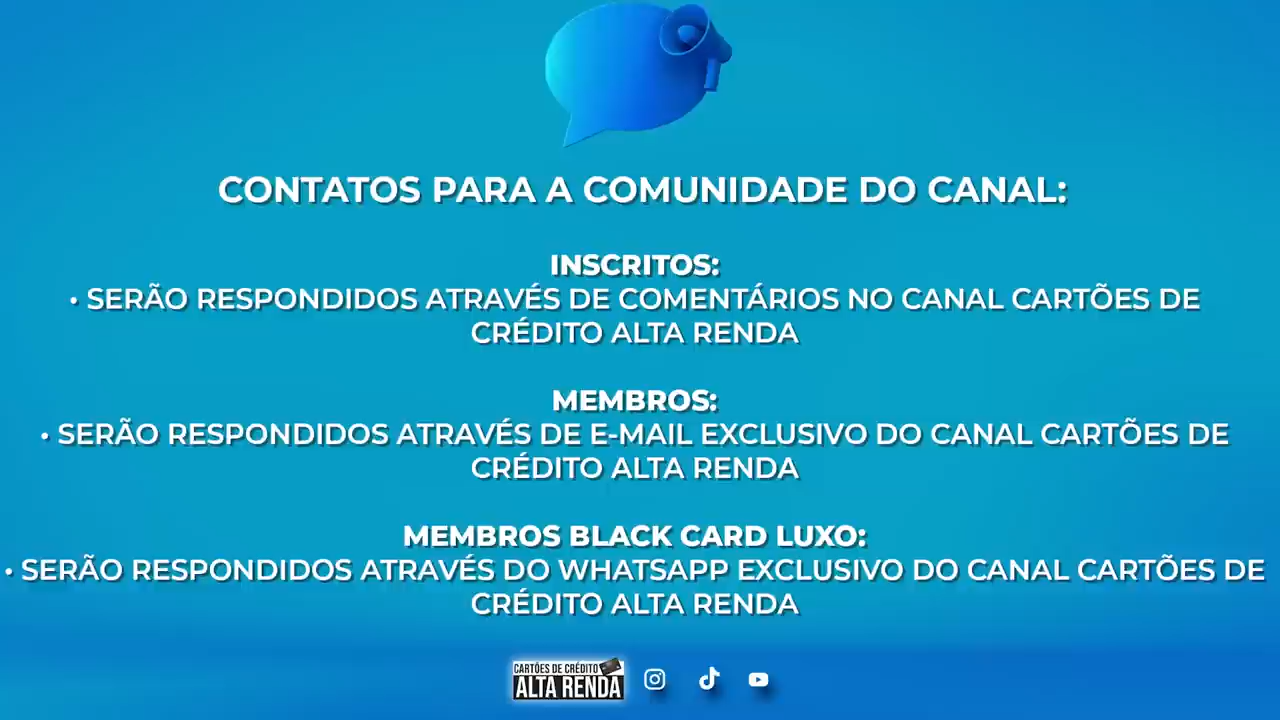 CONTATOS PARA A COMUNIDADE DO CANAL:
INSCRITOS:
• SERÃO RESPONDIDOS ATRAVÉS DE COMENTÁRIOS NO CANAL CARTÕES DE
CRÉDITO ALTA RENDA
MEMBROS:
• SERÃO RESPONDIDOS ATRAVÉS DE E-MAIL EXCLUSIVO DO CANAL CARTÕES DE
CRÉDITO ALTA RENDA
MEMBROS BLACK CARD LUXO:
• SERÃO RESPONDIDOS ATRAVÉS DO WHATSAPP EXCLUSIVO DO CANAL CARTÕES DE
CRÉDITO ALTA RENDA
CARTÕES DE CRÉDITO
ALTA RENDA